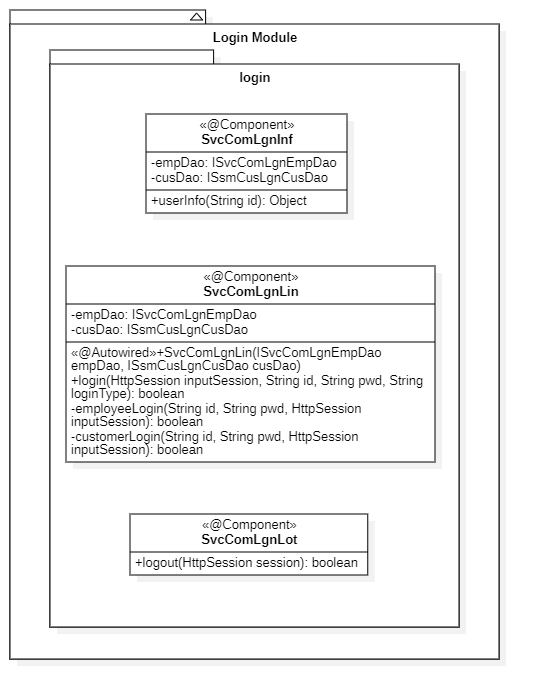 Login Module
login
«@Component»
SvcComLgnInf
-empDao: ISvcComLgnEmpDao
-cusDao: ISsmCusLgnCusDao
+userInfo(String id): Object
«@Component»
SvcComLgnLin
-empDao: ISvcComLgnEmpDao
-cusDao: ISsmCusLgnCusDao
«@Autowired»+SvcComLgnLin(ISvcComLgnEmpDao
empDao, ISsmCusLgnCusDao cusDao)
+login(HttpSession inputSession, String id, String pwd, String
loginType): boolean
-employeeLogin(String id, String pwd, HttpSession
inputSession): boolean
-customerLogin(String id, String pwd, HttpSession
inputSession): boolean
«@Component»
SvcComLgnLot
+logout(HttpSession session): boolean